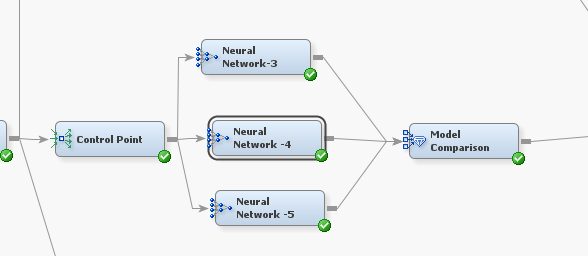 Neural
Network-3
Control Point
Neural
Network -4
Model
Comparison
Neural
Network -5